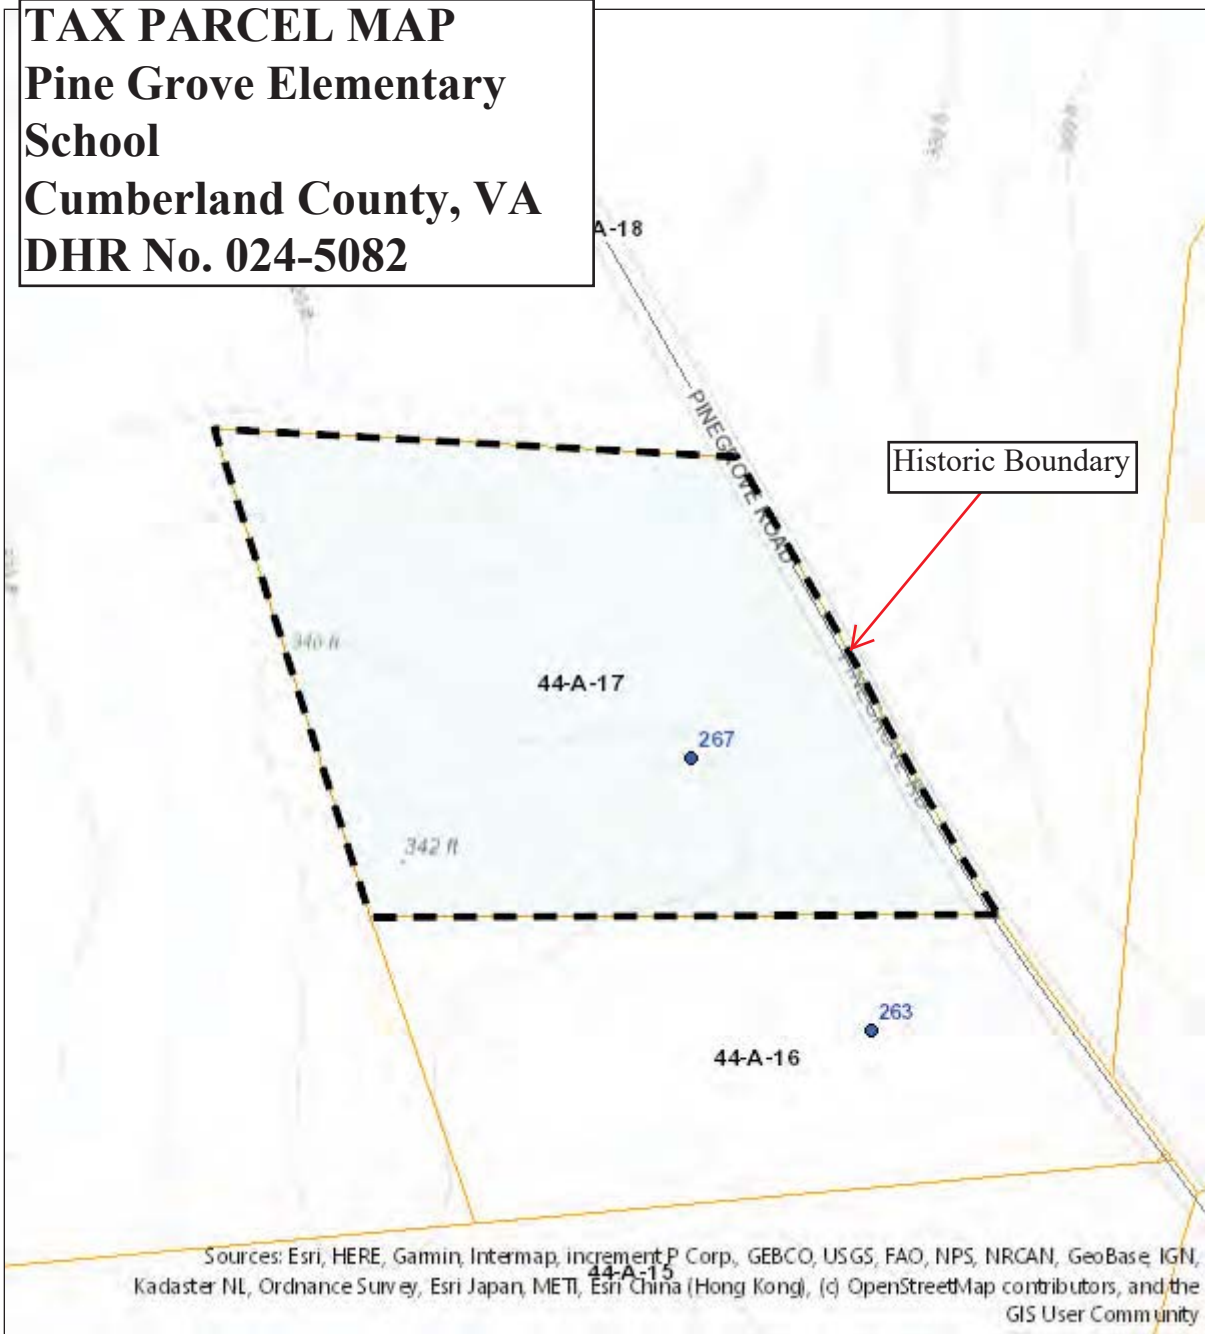 TAX PARCEL MAP
Pine Grove Elementary
School
Cumberland County, VA
DHR No. 024-5082
A-18
PINEGROVE ROAD
Historic Boundary
340 ft
44-A-17
PINEGROVE RD
267
342 ft
263
44-A-16
Sources: Esri, HERE, Garmin, Intermap, increment P Corp., GEBCO, USGS, FAO, NPS, NRCAN, GeoBase, IGN,
44-A-15
Kadaster NL, Ordnance Survey, Esri Japan, METI, Esri China (Hong Kong), (c) OpenStreetMap contributors, and the
GIS User Community